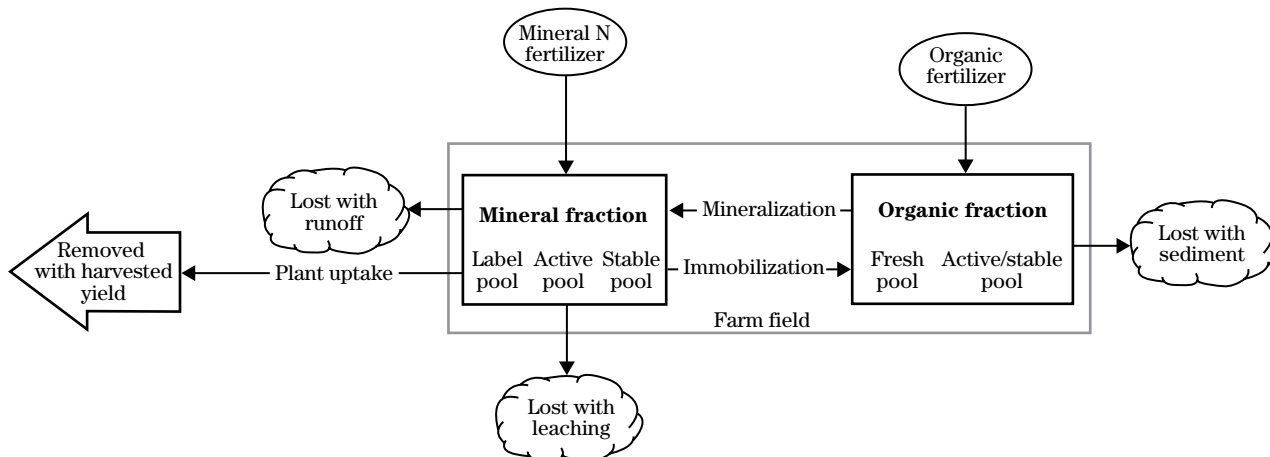 Mineral N
fertilizer
Organic
fertilizer
Lost with
runoff
Mineral fraction
Mineralization
Organic fraction
Removed
with harvested
yield
Plant uptake
Label
pool
Active
pool
Stable
pool
Immobilization
Fresh
pool
Active/stable
pool
Lost with
sediment
Farm field
Lost with
leaching